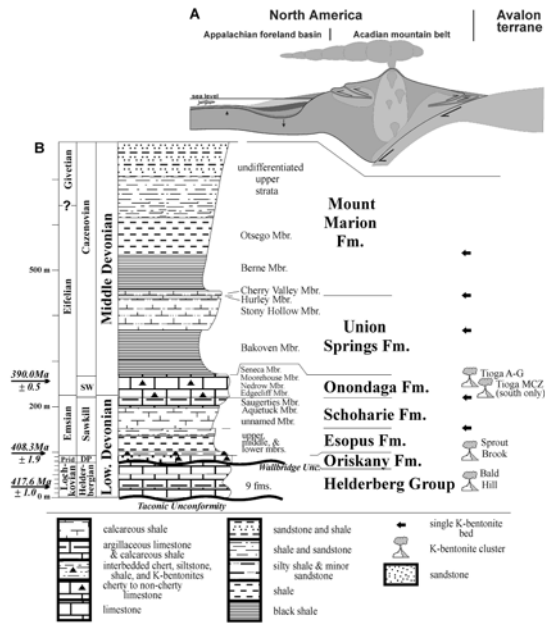 A
North America
Avalon
terrane
Appalachian foreland basin
Acadian mountain belt
sea level
B
Givetian
?
Eifelian
Emsian
Prid
Loch-
kovian
Cazenovian
SW
Sawkill
DP
Helder-
bergian
Middle Devonian
Low. Devonian
500 m
200 m
0 m
390.0Ma
± 0.5
408.3Ma
± 1.9
417.6 Ma
± 1.0
undifferentiated
upper
strata
Otsego Mbr.
Berne Mbr.
Cherry Valley Mbr.
Hurley Mbr.
Stony Hollow Mbr.
Bakoven Mbr.
Seneca Mbr.
Moorehouse Mbr.
Nedrow Mbr.
Edgecliff Mbr.
Saugerties Mbr.
Aquetuck Mbr.
unnamed Mbr.
upper,
middle, &
lower mbrs.
Wallbridge Unc.
9 fms.
Taconic Unconformity
Mount
Marion
Fm.
Union
Springs Fm.
Onondaga Fm.
Schoharie Fm.
Esopus Fm.
Oriskany Fm.
Helderberg Group
Tioga A-G
Tioga MCZ
(south only)
Sprout
Brook
Bald
Hill
calcareous shale
argillaceous limestone
& calcareous shale
interbedded chert, siltstone,
shale, and K-bentonites
cherty to non-cherty
limestone
limestone
sandstone and shale
shale and sandstone
silty shale & minor
sandstone
shale
black shale
single K-bentonite
bed
K-bentonite cluster
sandstone